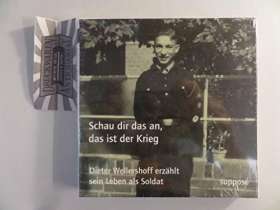 Schau dir das an,
das ist der Krieg
Dieter Wellershoff erzählt
sein Leben als Soldat
supposé